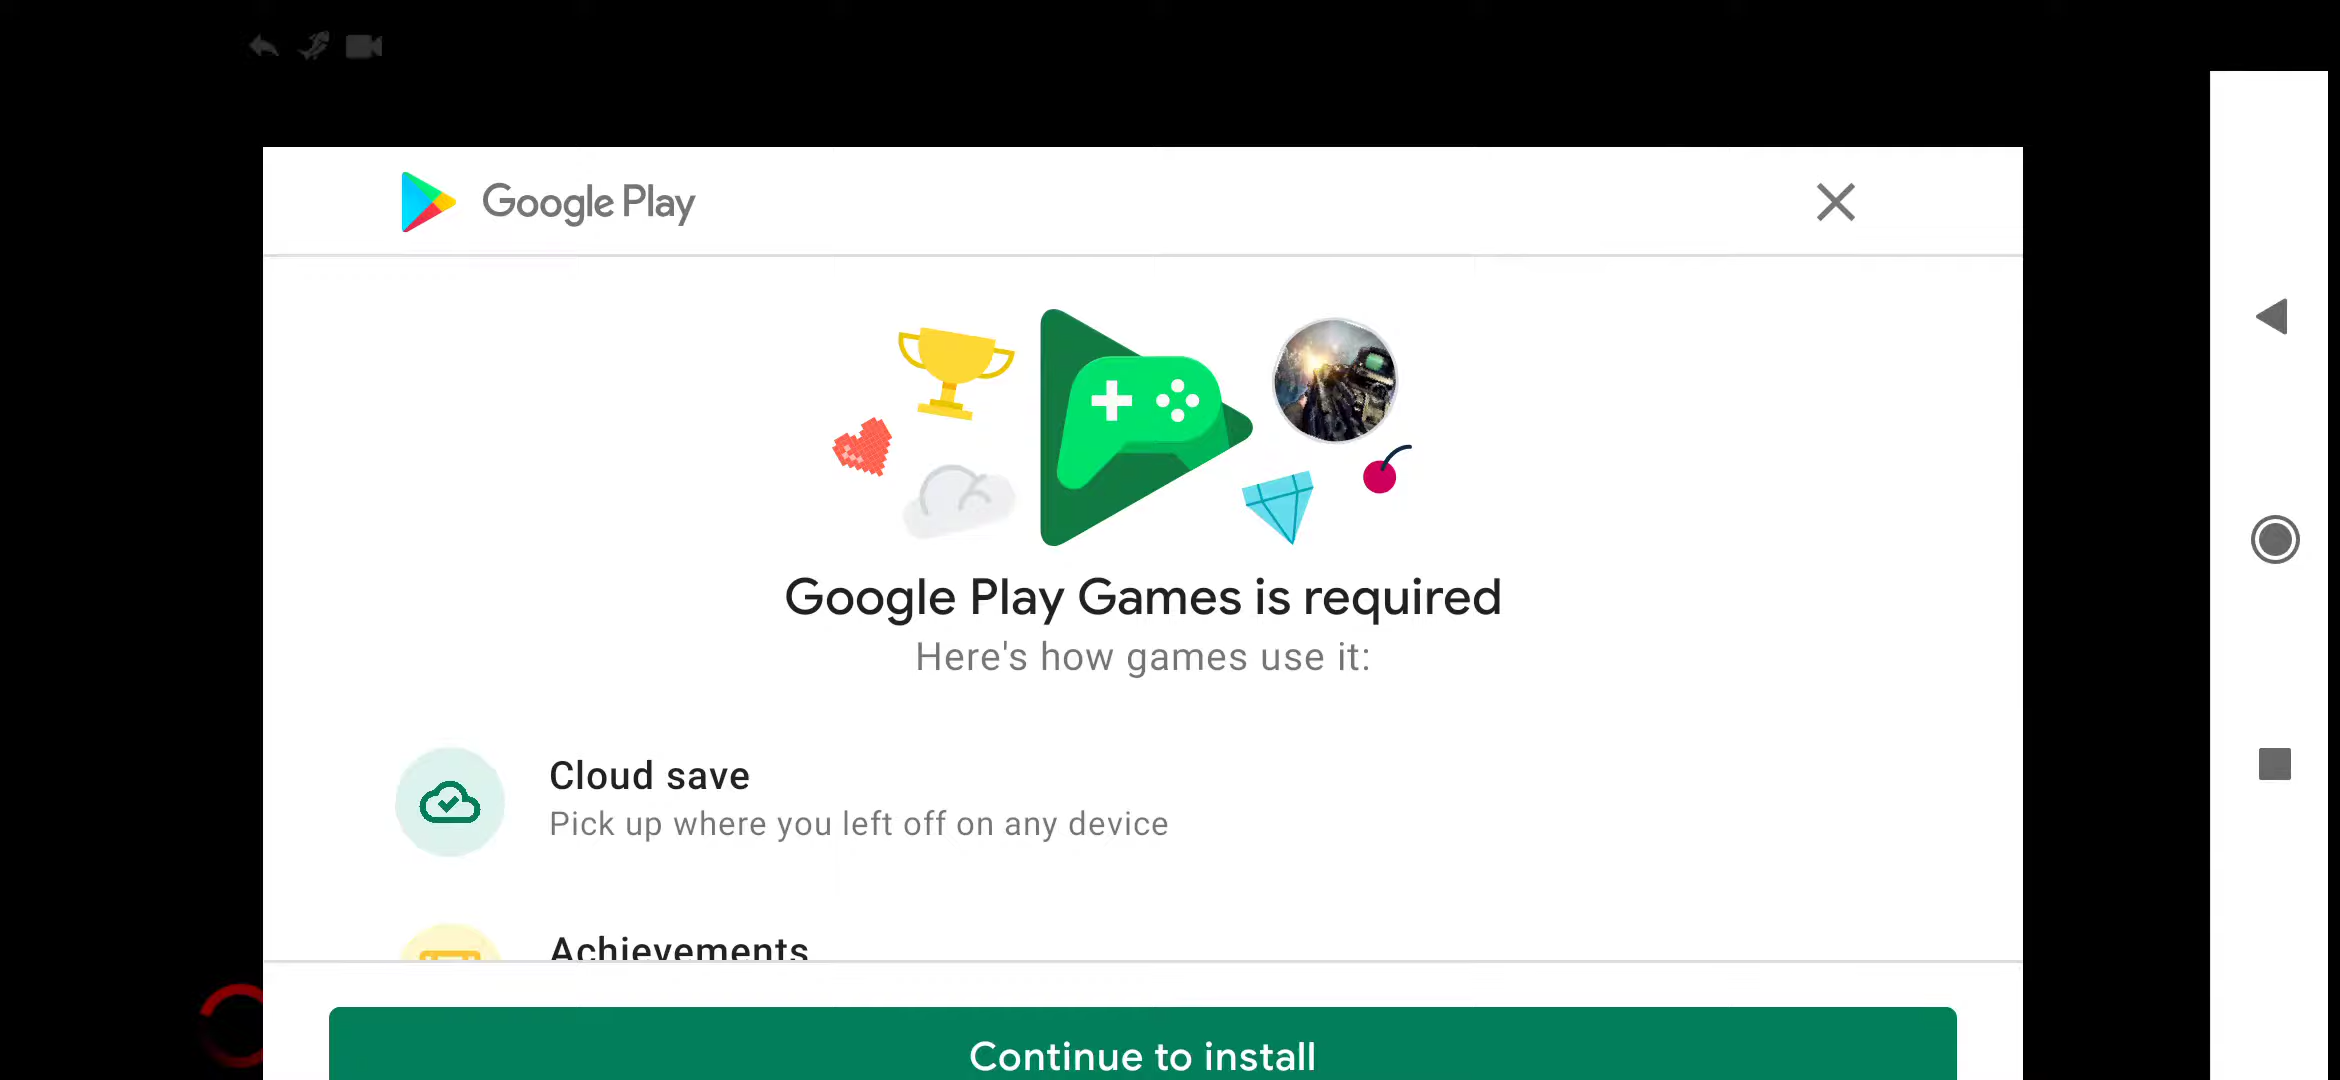 Google Play
Google Play Games is required
Here's how games use it:
Cloud save
Pick up where you left off on any device
Achievements
Continue to install